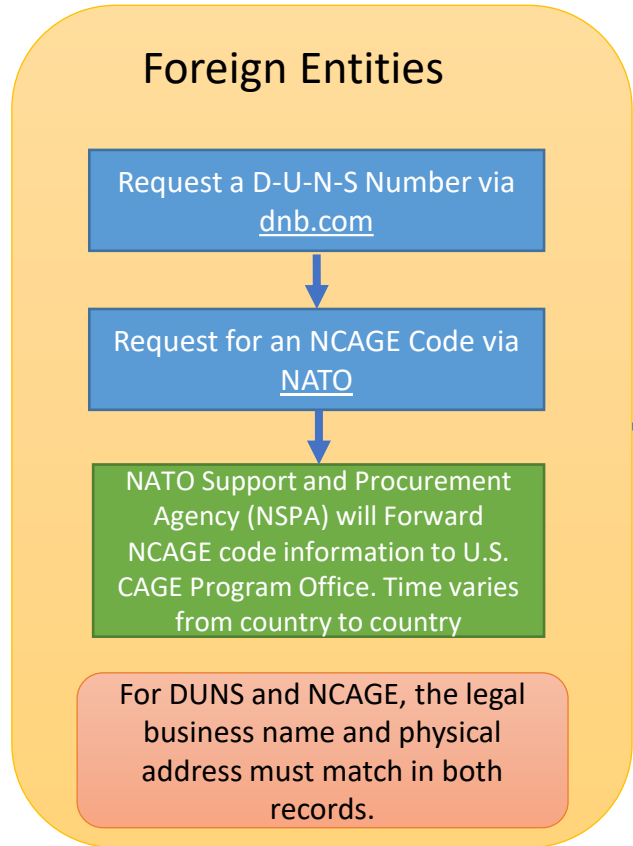 Foreign Entities
Request a D-U-N-S Number via
dnb.com
Request for an NCAGE Code via
NATO
NATO Support and Procurement
Agency (NSPA) will Forward
NCAGE code information to U.S.
CAGE Program Office. Time varies
from country to country
For DUNS and NCAGE, the legal
business name and physical
address must match in both
records.